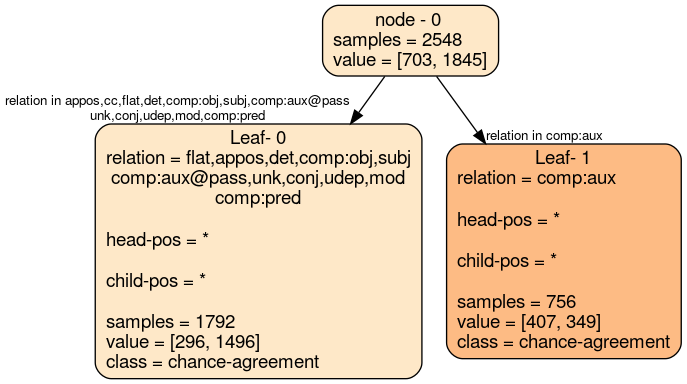 node - 0
samples = 2548
value = [703, 1845]
relation in appos,cc,flat,det,comp:obj,subj,comp:aux@pass
unk,conj,udep,mod,comp:pred
relation in comp:aux
Leaf- 0
relation = flat,appos,det,comp:obj,subj
comp:aux@pass,unk,conj,udep,mod
comp:pred
head-pos = *
child-pos = *
samples = 1792
value = [296, 1496]
class = chance-agreement
Leaf- 1
relation = comp:aux
head-pos = *
child-pos = *
samples = 756
value = [407, 349]
class = chance-agreement